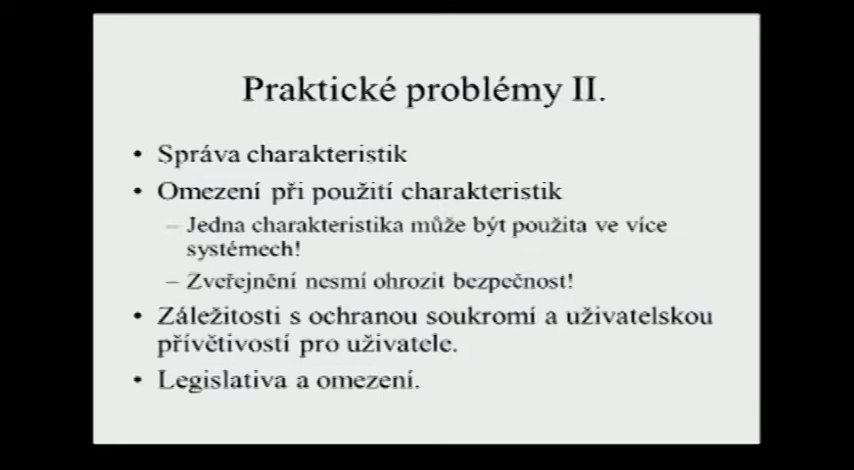 Praktické problémy II.
• Správa charakteristik
• Omezení při použití charakteristik
– Jedna charakteristika může být použita ve více
systémech!
– Zveřejnění nesmí ohrozit bezpečnost!
• Záležitosti s ochranou soukromí a uživatelskou
přívětivostí pro uživatele.
• Legislativa a omezení.